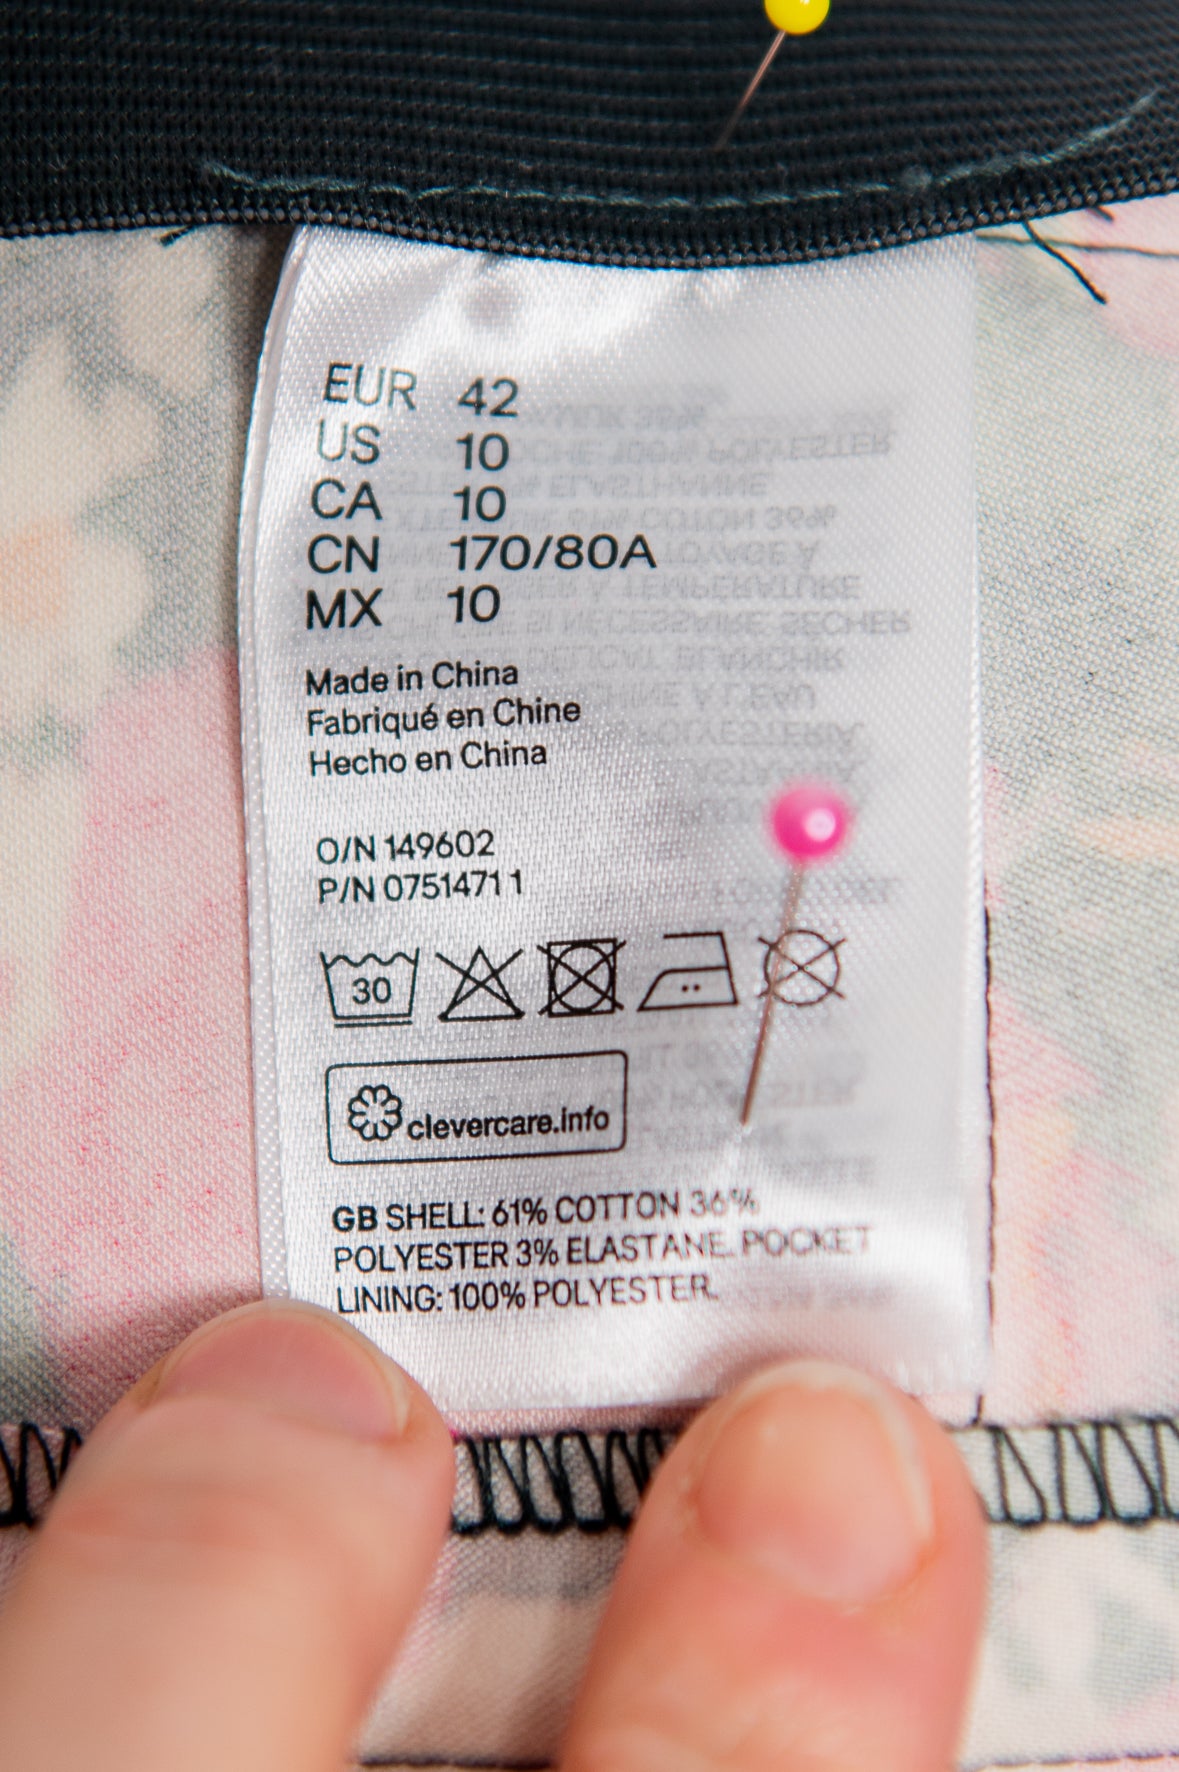 EUR 42
US 10
CA 10
CN 170/80A
MX 10
Made in China
Fabriqué en Chine
Hecho en China
O/N 149602
P/N 0751471 1
30
clevercare.info
GB SHELL: 61% COTTON 36%
POLYESTER 3% ELASTANE. POCKET
LINING: 100% POLYESTER.